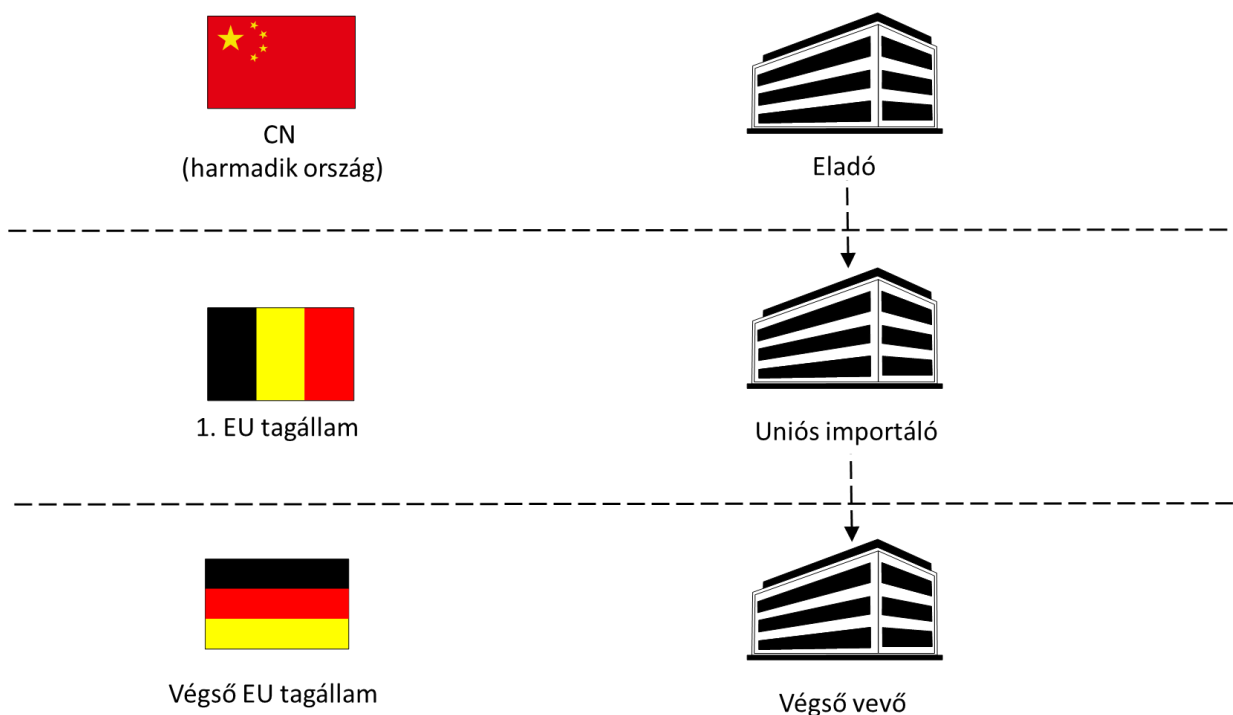 CN
(harmadik ország)
Eladó
1. EU tagállam
Uniós importáló
Végső EU tagállam
Végső vevő